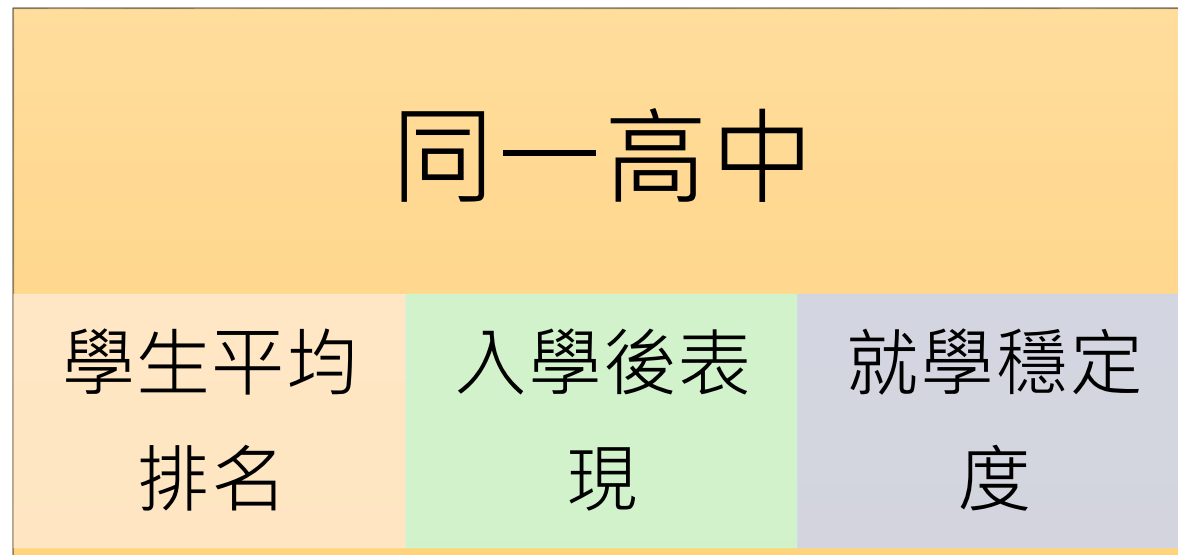 同一高中
學生平均
排名
入學後表
現
就學穩定
度